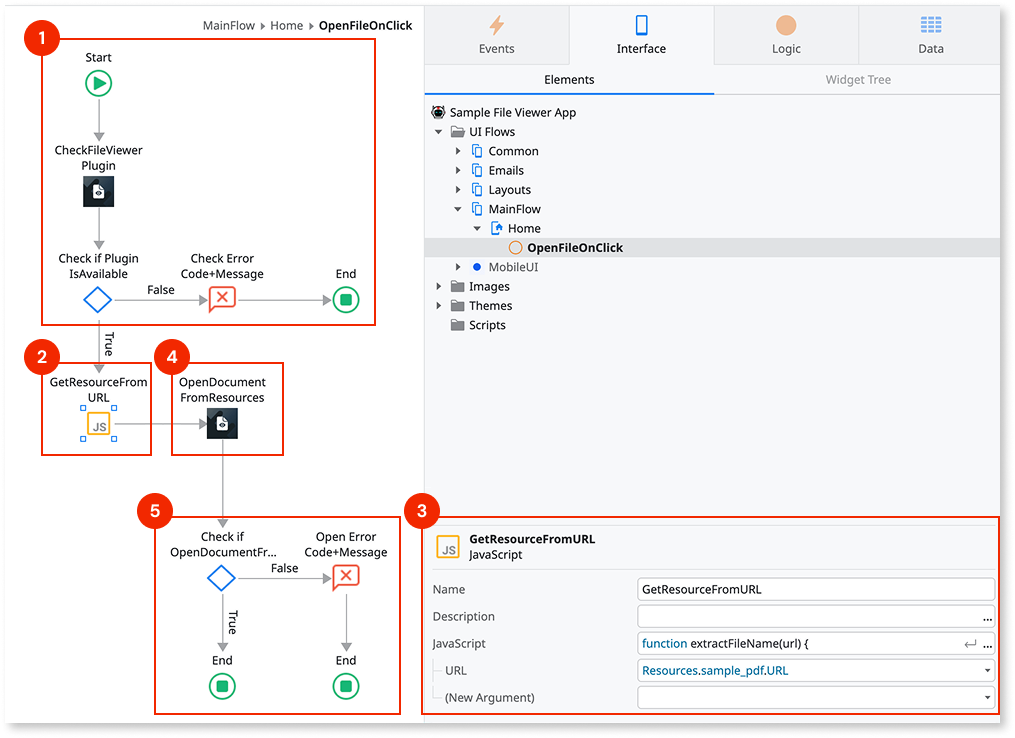 MainFlow ▸ Home ▸ OpenFileOnClick
1
Start
CheckFileViewer
Plugin
Check if Plugin
IsAvailable
False
Check Error
Code+Message
End
True
2
GetResourceFrom
URL
JS
4
OpenDocument
FromResources
5
Check if
OpenDocumentFr...
False
Open Error
Code+Message
True
End
End
Events
Interface
Logic
Data
Elements
Widget Tree
Sample File Viewer App
UI Flows
Common
Emails
Layouts
MainFlow
Home
OpenFileOnClick
MobileUI
Images
Themes
Scripts
3
JS
GetResourceFromURL
JavaScript
Name
GetResourceFromURL
Description
...
JavaScript
function extractFileName(url) {
...
URL
Resources.sample_pdf.URL
(New Argument)